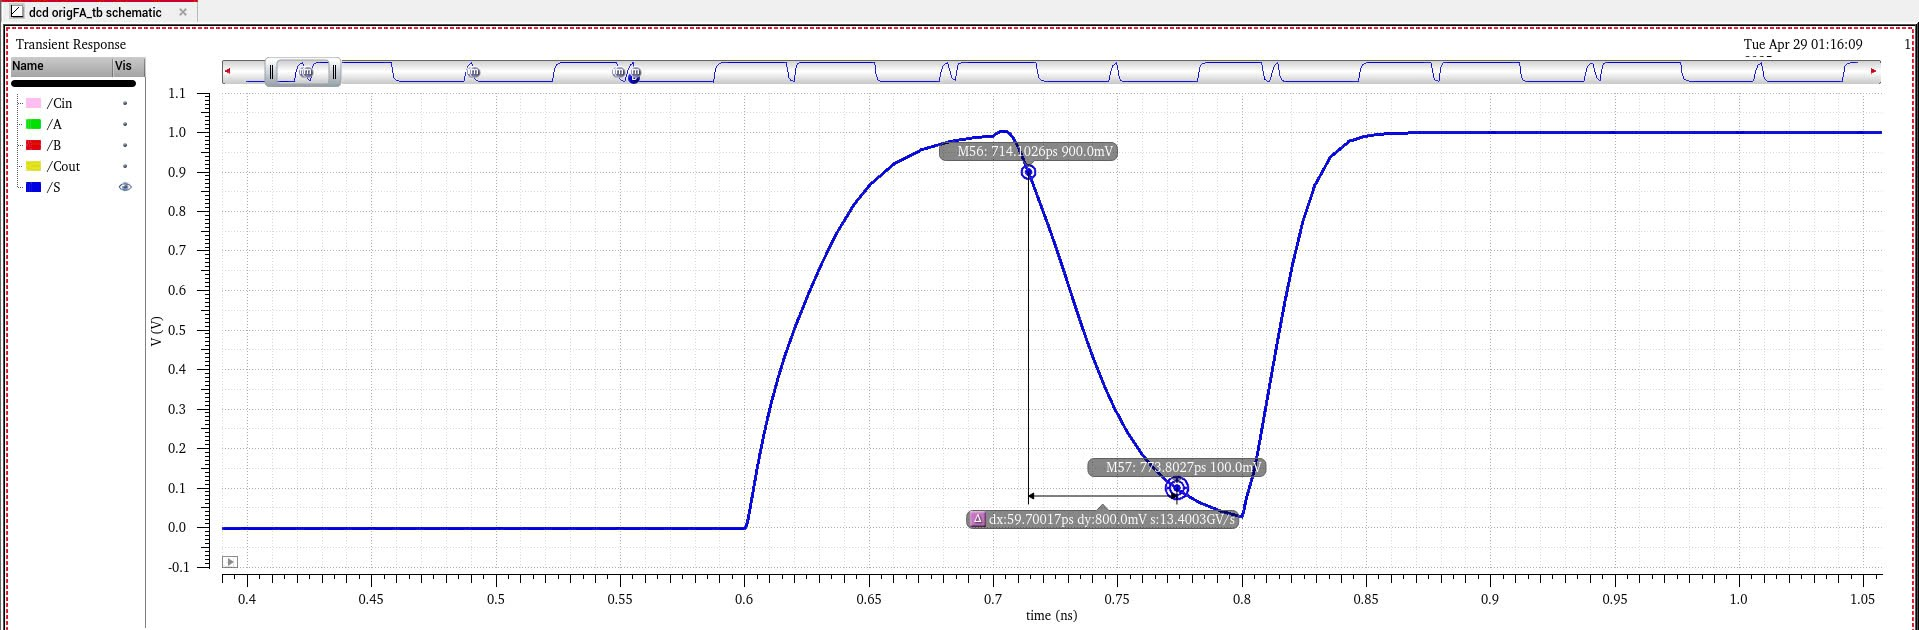 dcd origFA_tb schematic
Transient Response
Tue Apr 29 01:16:09
1
Name Vis
/Cin
/A
/B
/Cout
/S
1.1
1.0
0.9
0.8
0.7
0.6
0.5
0.4
0.3
0.2
0.1
0.0
-0.1
V (V)
M56: 714.1026ps 900.0mV
M57: 773.8027ps 100.0mV
dx:59.70017ps dy:800.0mV s:13.4003GV/s
0.4 0.45 0.5 0.55 0.6 0.65 0.7 0.75 0.8 0.85 0.9 0.95 1.0 1.05
time (ns)